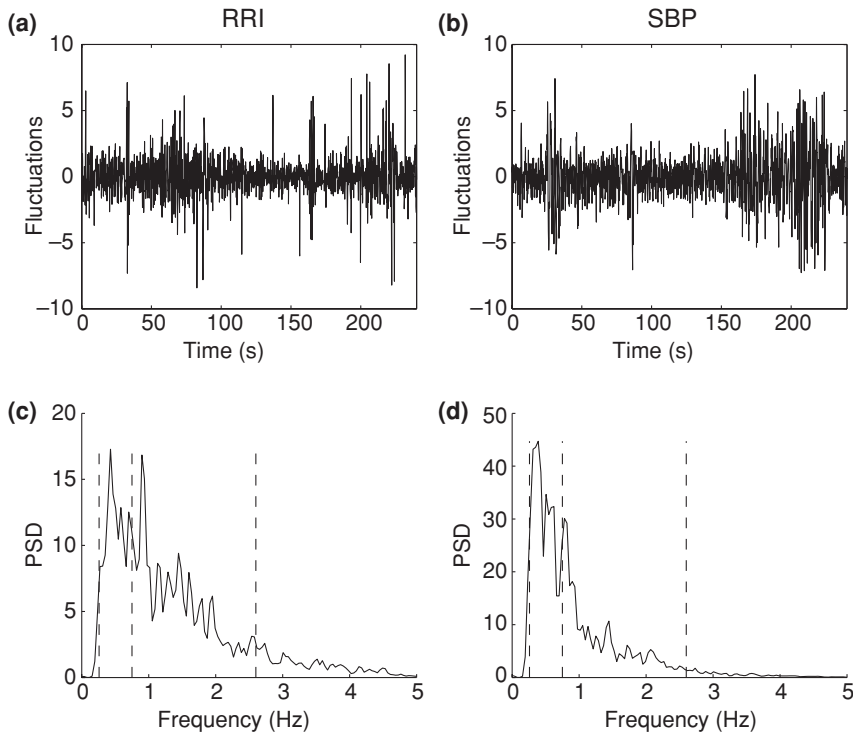 (a) RRI
10
5
0
−5
−10
Fluctuations
0 50 100 150 200
Time (s)
(b) SBP
10
5
0
−5
−10
Fluctuations
0 50 100 150 200
Time (s)
(c)
20
15
10
5
0
PSD
0 1 2 3 4 5
Frequency (Hz)
(d)
50
40
30
20
10
0
PSD
0 1 2 3 4 5
Frequency (Hz)